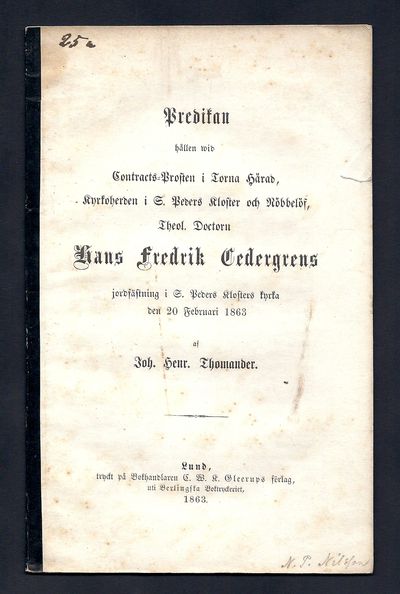 25a
Predikan
hållen wid
Contracts-Prosten i Torna Härad,
Kyrkoherden i S. Peders Kloster och Nöbbelöf,
Theol. Doctorn
Hans Fredrik Cedergrens
jordfästning i S. Peders Klosters kyrka
den 20 Februari 1863
af
Joh. Henr. Thomander.
Lund,
tryckt på Bokhandlaren C. W. K. Gleerups förlag,
uti Berlingska Boktryckeriet,
1863.
N. P. Nilsson